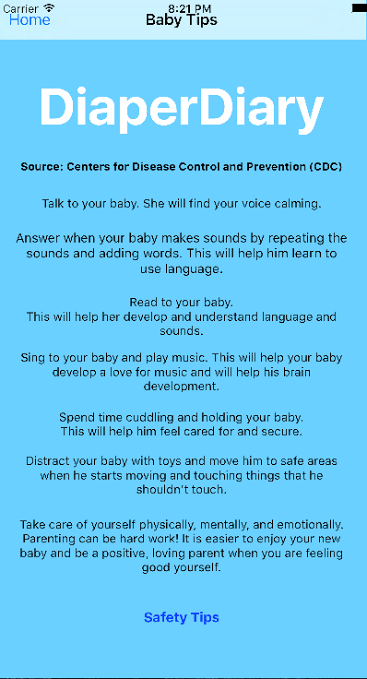 Carrier 8:21 PM
Home Baby Tips
DiaperDiary
Source: Centers for Disease Control and Prevention (CDC)
Talk to your baby. She will find your voice calming.
Answer when your baby makes sounds by repeating the
sounds and adding words. This will help him learn to
use language.
Read to your baby.
This will help her develop and understand language and
sounds.
Sing to your baby and play music. This will help your baby
develop a love for music and will help his brain
development.
Spend time cuddling and holding your baby.
This will help him feel cared for and secure.
Distract your baby with toys and move him to safe areas
when he starts moving and touching things that he
shouldn't touch.
Take care of yourself physically, mentally, and emotionally.
Parenting can be hard work! It is easier to enjoy your new
baby and be a positive, loving parent when you are feeling
good yourself.
Safety Tips